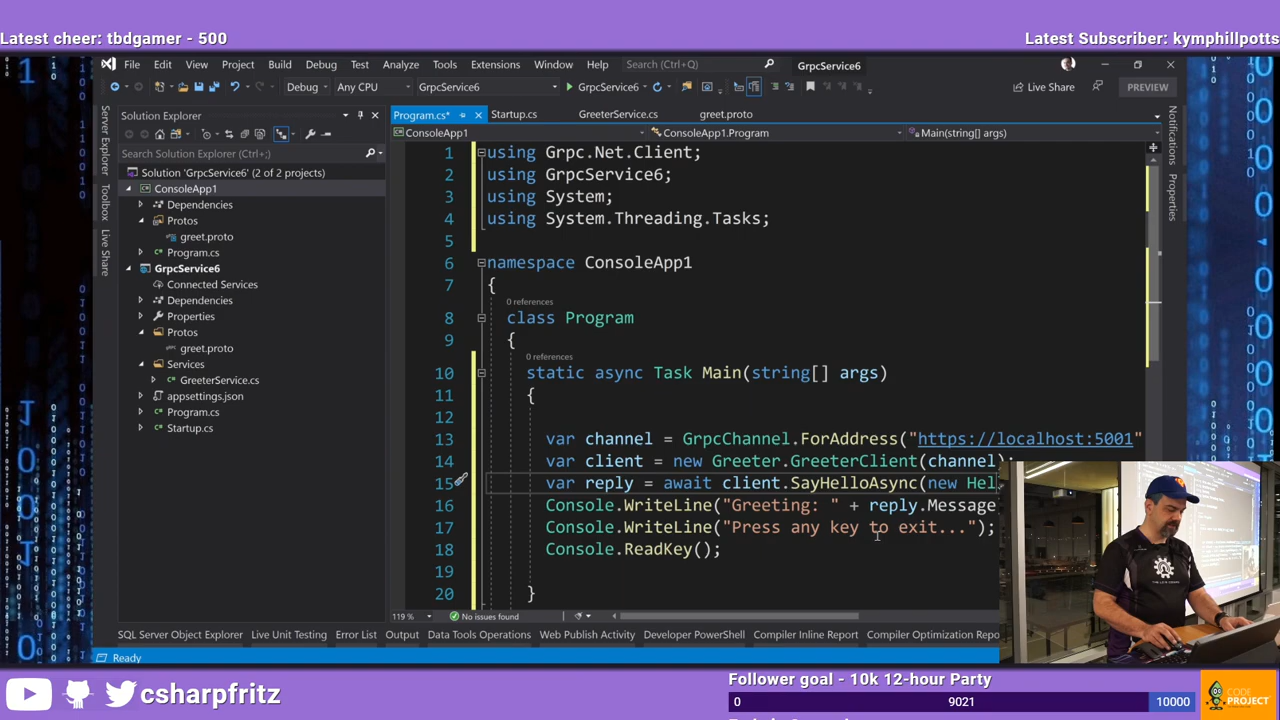 Latest cheer: tbdgamer - 500
Latest Subscriber: kymphillpotts
File Edit View Project Build Debug Test Analyze Tools Extensions Window Help Search (Ctrl+Q) GrpcService6
Debug Any CPU GrpcService6 GrpcService6 Live Share PREVIEW
Server Explorer
Toolbox
Live Share
Solution Explorer
Search Solution Explorer (Ctrl+;)
Solution 'GrpcService6' (2 of 2 projects)
ConsoleApp1
Dependencies
Protos
greet.proto
Program.cs
GrpcService6
Connected Services
Dependencies
Properties
Protos
greet.proto
Services
GreeterService.cs
appsettings.json
Program.cs
Startup.cs
Program.cs* Startup.cs GreeterService.cs greet.proto
ConsoleApp1 ConsoleApp1.Program Main(string[] args)
1 using Grpc.Net.Client;
2 using GrpcService6;
3 using System;
4 using System.Threading.Tasks;
5
6 namespace ConsoleApp1
7 {
0 references
8 class Program
9 {
0 references
10 static async Task Main(string[] args)
11 {
12
13 var channel = GrpcChannel.ForAddress("https://localhost:5001"
14 var client = new Greeter.GreeterClient(channel);
15 var reply = await client.SayHelloAsync(new Hel
16 Console.WriteLine("Greeting: " + reply.Message
17 Console.WriteLine("Press any key to exit...");
18 Console.ReadKey();
19
20 }
119 % No issues found
Notifications
Properties
SQL Server Object Explorer Live Unit Testing Error List Output Data Tools Operations Web Publish Activity Developer PowerShell Compiler Inline Report Compiler Optimization Repo
Ready
csharpfritz
Follower goal - 10k 12-hour Party
0 9021 10000
CODE
PROJECT